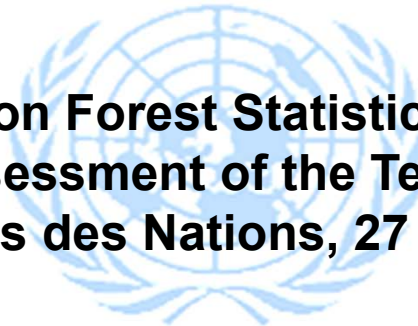 on Forest Statistic
essment of the Te
s des Nations, 27